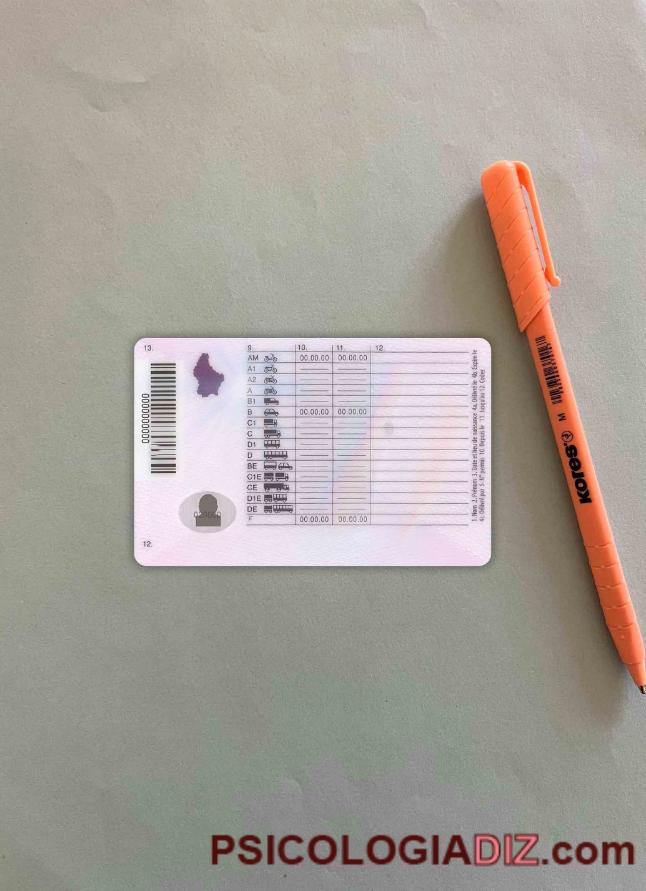 13.
9. 10. 11. 12.
AM 00.00.00 00.00.00
A1
A2
A
B1
B 00.00.00 00.00.00
C1
C
D1
D
BE
C1E
CE
D1E
DE
F 00.00.00 00.00.00
0000000000
12.
1. Nom 2. Prénoms 3. Date et lieu de naissance 4a. Délivré le 4b. Expire le
4c. Délivré par 5. N° permis 10. Depuis le 11. Jusqu'au 12. Codes
M
Kores
PSICOLOGIADIZ.com